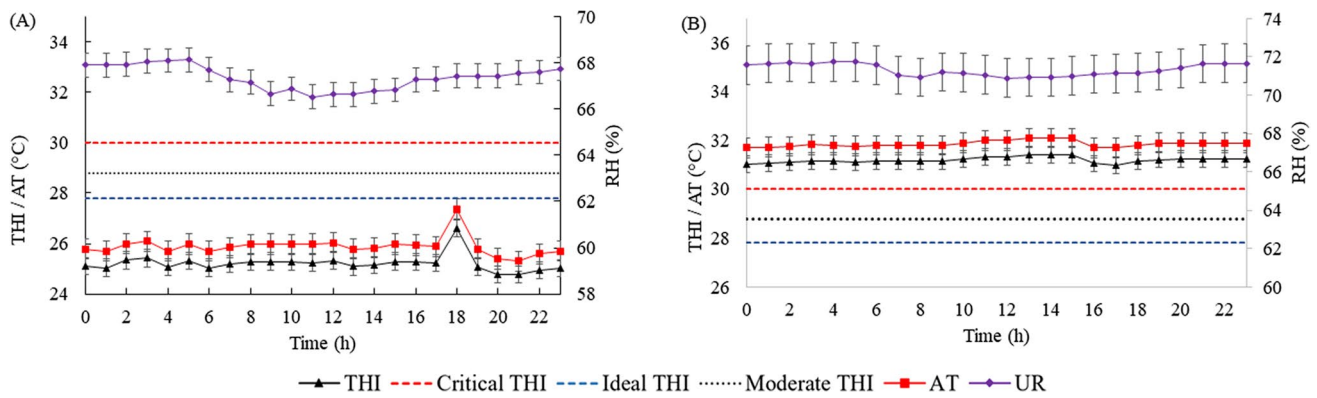 (A)
THI / AT (°C)
34
32
30
28
26
24
70
68
66
64
62
60
58
RH (%)
0 2 4 6 8 10 12 14 16 18 20 22
Time (h)
(B)
THI / AT (°C)
36
34
32
30
28
26
74
72
70
68
66
64
62
60
RH (%)
0 2 4 6 8 10 12 14 16 18 20 22
Time (h)
THI Critical THI Ideal THI Moderate THI AT UR